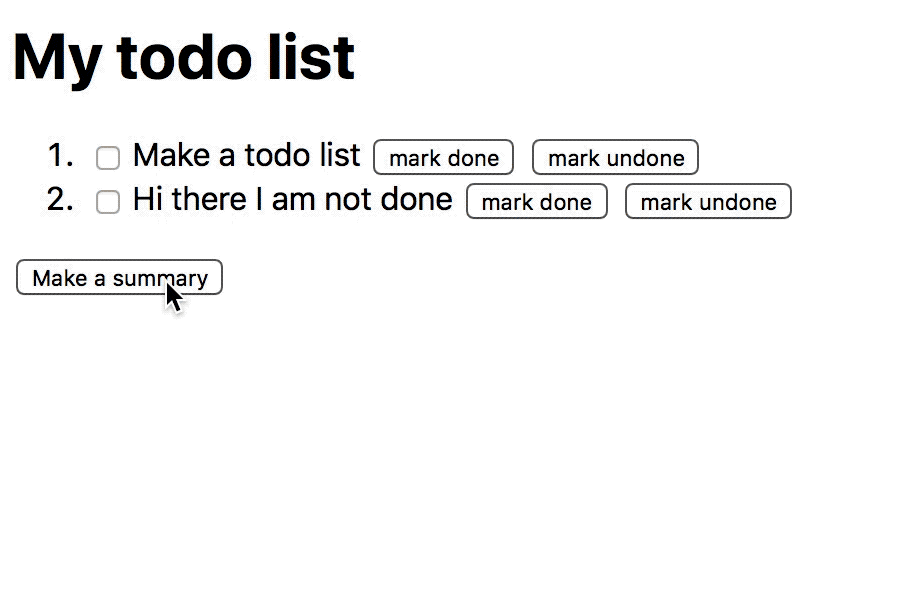 My todo list
1. Make a todo list mark done mark undone
2. Hi there I am not done mark done mark undone
Make a summary